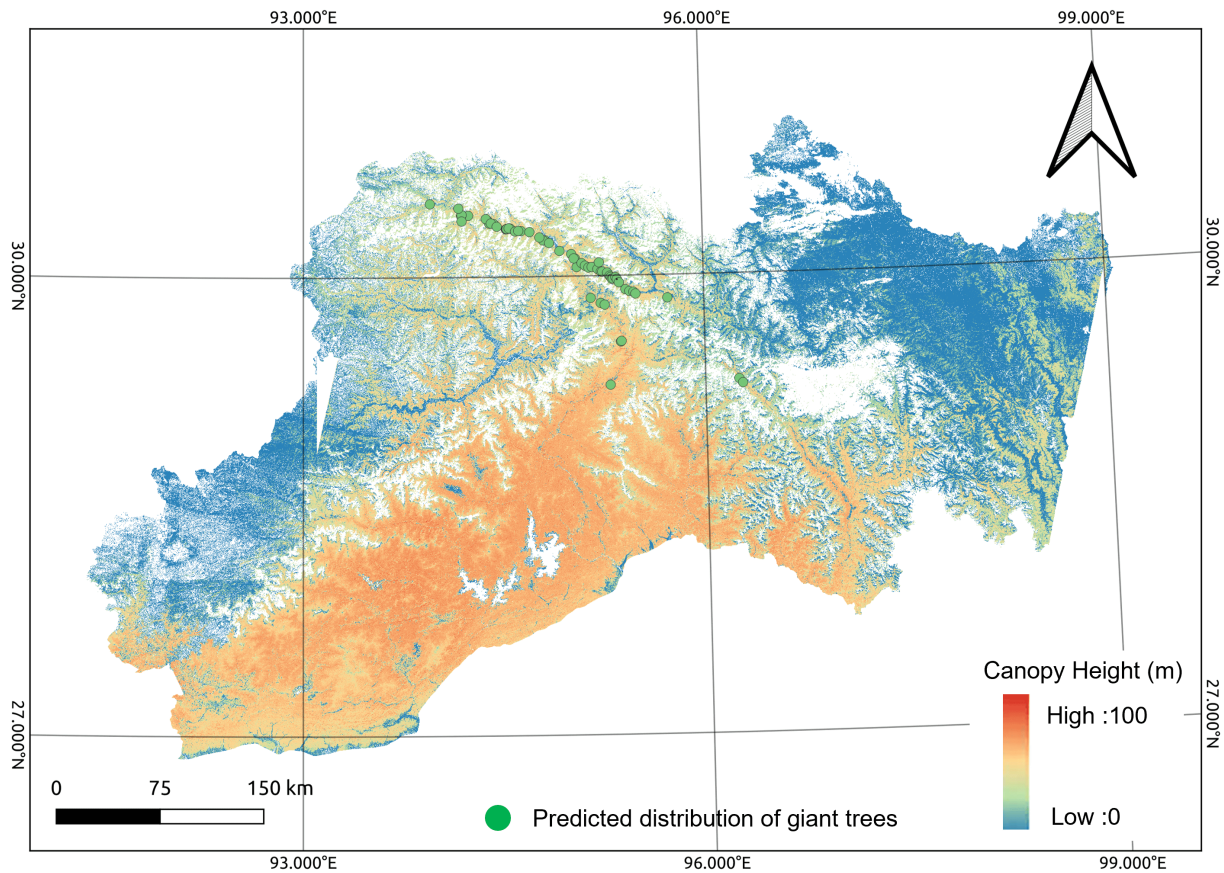 93.000°E 96.000°E 99.000°E
30.000°N 30.000°N
Canopy Height (m)
High :100
Low :0
27.000°N 27.000°N
0 75 150 km
Predicted distribution of giant trees
93.000°E 96.000°E 99.000°E